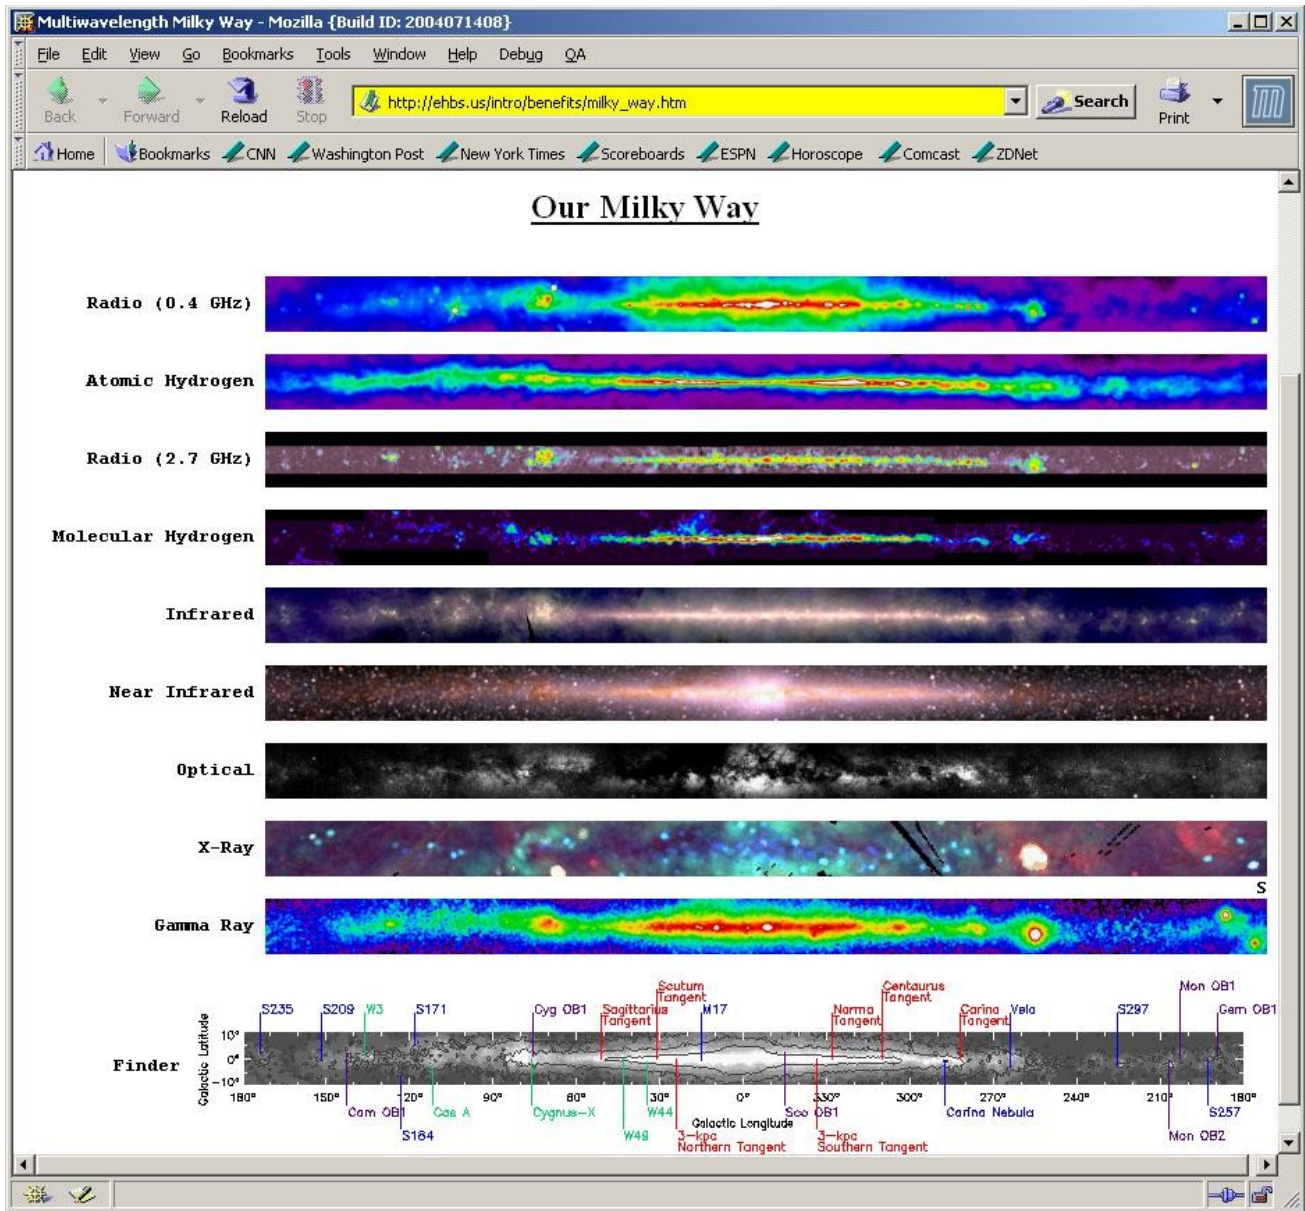 Multiwavelength Milky Way - Mozilla {Build ID: 2004071408}
File Edit View Go Bookmarks Tools Window Help Debug QA
Back Forward Reload Stop http://ehbs.us/intro/benefits/milky_way.htm Search Print
Home Bookmarks CNN Washington Post New York Times Scoreboards ESPN Horoscope Comcast ZDNet
Our Milky Way
Radio (0.4 GHz)
Atomic Hydrogen
Radio (2.7 GHz)
Molecular Hydrogen
Infrared
Near Infrared
Optical
X-Ray
S
Gamma Ray
Scutum Tangent Centaurus Tangent Mon OB1
S235 S209 W3 S171 Cyg OB1 Sagittarius Tangent M17 Norma Tangent Carina Tangent Vela S297 Gem OB1
Finder
Galactic Latitude
10°
0°
-10°
180° 150° 120° 90° 60° 30° 0° 330° 300° 270° 240° 210° 180°
Cam OB1 Cas A Cygnus-X W44 Sco OB1 Carina Nebula S257
Galactic Longitude
S184 W49 3-kpc Northern Tangent 3-kpc Southern Tangent Mon OB2